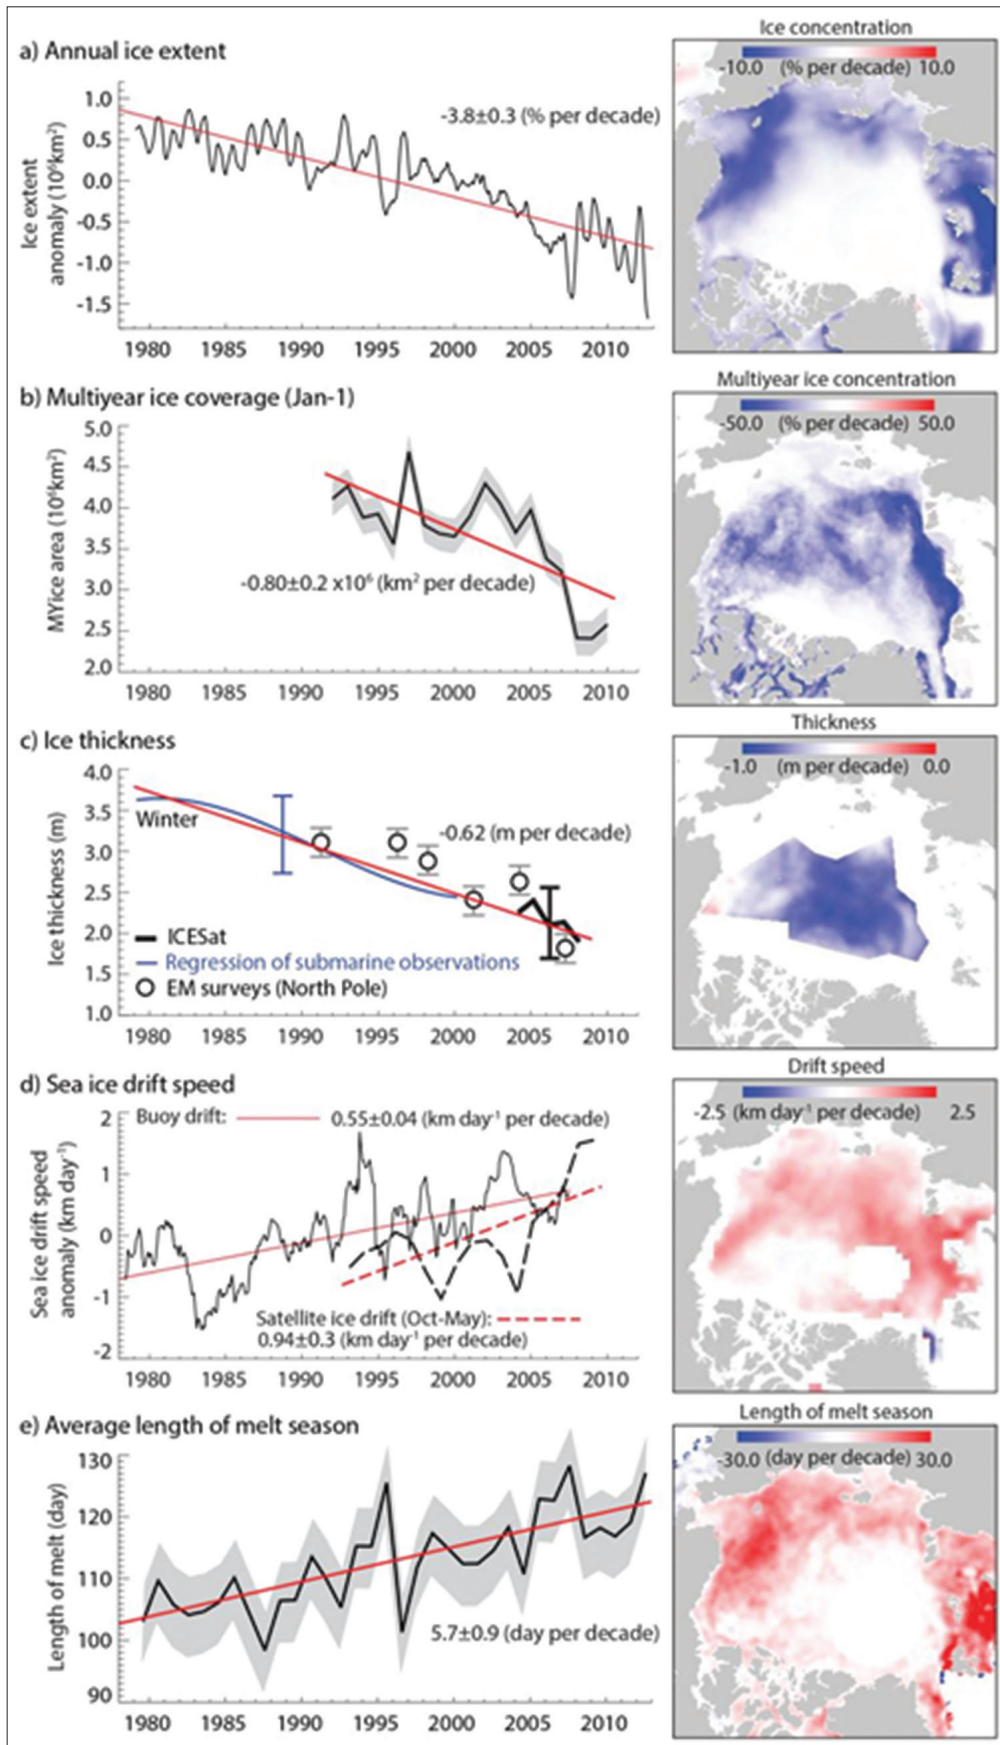 a) Annual ice extent
Ice concentration
-10.0 (% per decade) 10.0
-3.8±0.3 (% per decade)
Ice extent
anomaly (10⁶km²)
1.0
0.5
0.0
-0.5
-1.0
-1.5
1980 1985 1990 1995 2000 2005 2010
b) Multiyear ice coverage (Jan-1)
Multiyear ice concentration
-50.0 (% per decade) 50.0
MYice area (10⁶km²)
5.0
4.5
4.0
3.5
3.0
2.5
2.0
-0.80±0.2 x10⁶ (km² per decade)
1980 1985 1990 1995 2000 2005 2010
c) Ice thickness
Thickness
-1.0 (m per decade) 0.0
Ice thickness (m)
4.0
3.5
3.0
2.5
2.0
1.5
1.0
Winter
-0.62 (m per decade)
ICESat
Regression of submarine observations
EM surveys (North Pole)
1980 1985 1990 1995 2000 2005 2010
d) Sea ice drift speed
Drift speed
-2.5 (km day⁻¹ per decade) 2.5
Sea ice drift speed
anomaly (km day⁻¹)
2
1
0
-1
-2
Buoy drift: 0.55±0.04 (km day⁻¹ per decade)
Satellite ice drift (Oct-May):
0.94±0.3 (km day⁻¹ per decade)
1980 1985 1990 1995 2000 2005 2010
e) Average length of melt season
Length of melt season
-30.0 (day per decade) 30.0
Length of melt (day)
130
120
110
100
90
5.7±0.9 (day per decade)
1980 1985 1990 1995 2000 2005 2010